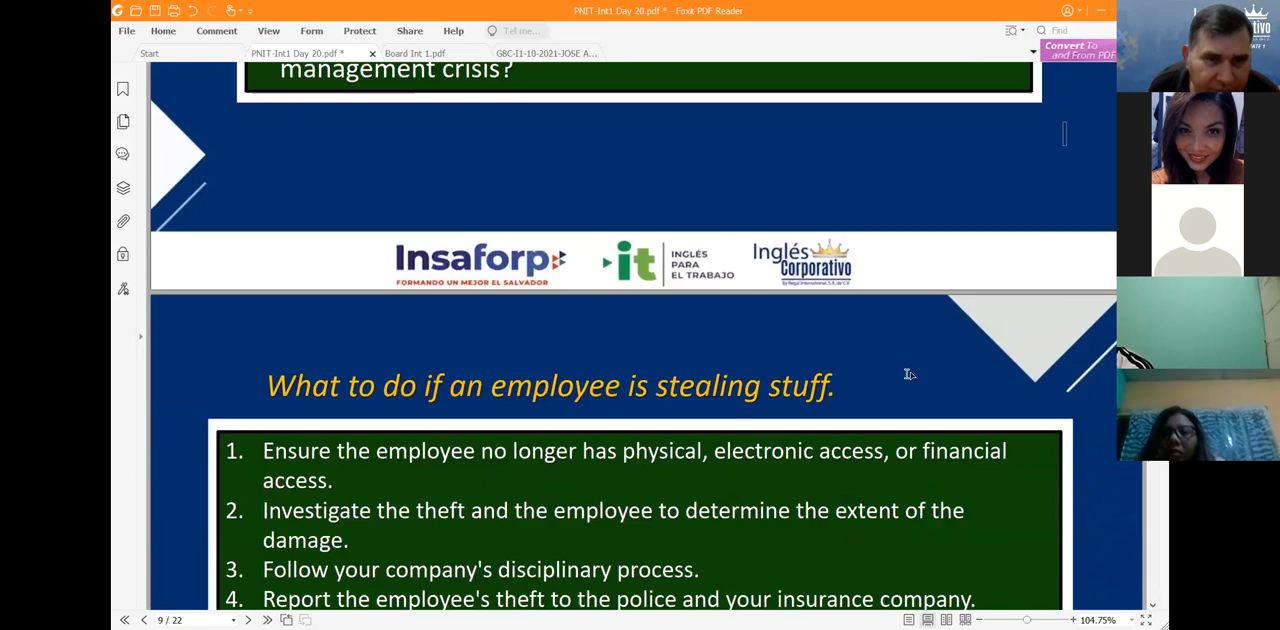 PNIT-Int1 Day 20.pdf * - Foxit PDF Reader
File Home Comment View Form Protect Share Help Tell me... Find
Start PNIT-Int1 Day 20.pdf * Board Int 1.pdf G8C-I1-10-2021-JOSE A...
Convert To
and From PDF
management crisis?
Insaforp
FORMANDO UN MEJOR EL SALVADOR
it
INGLÉS
PARA
EL TRABAJO
Inglés
Corporativo
What to do if an employee is stealing stuff.
1. Ensure the employee no longer has physical, electronic access, or financial
access.
2. Investigate the theft and the employee to determine the extent of the
damage.
3. Follow your company's disciplinary process.
4. Report the employee's theft to the police and your insurance company.
9 / 22
104.75%